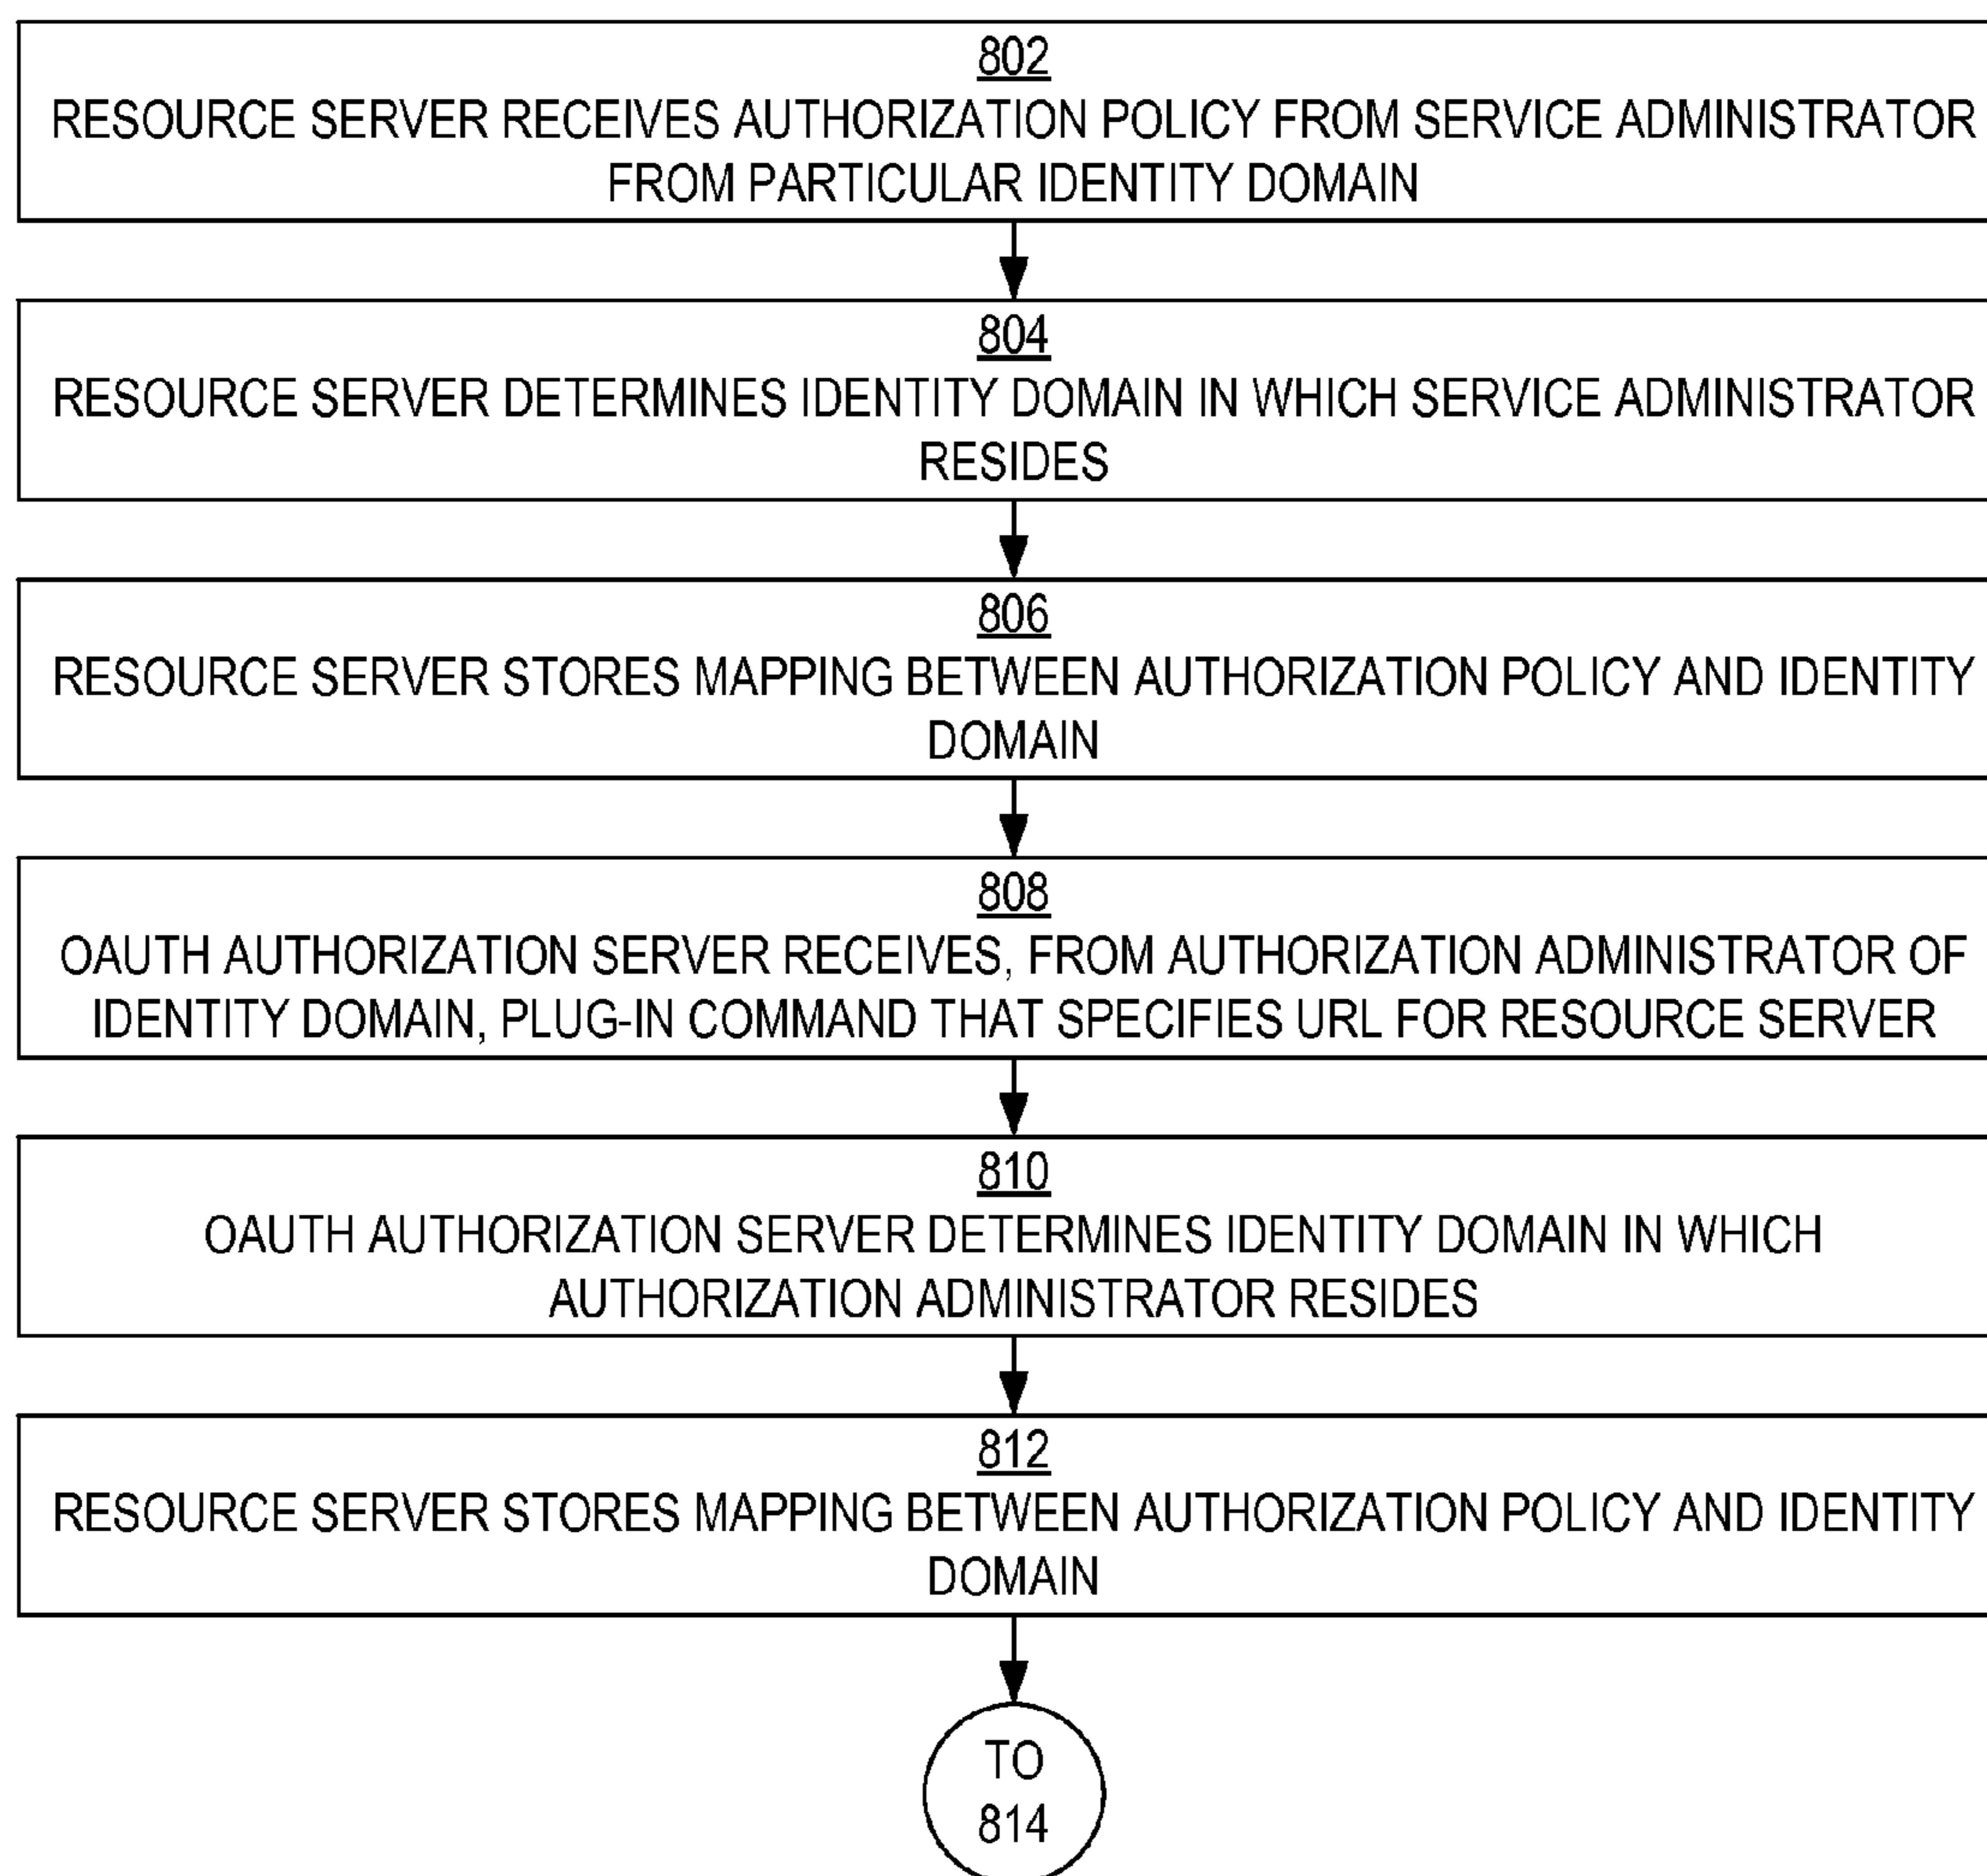 802
RESOURCE SERVER RECEIVES AUTHORIZATION POLICY FROM SERVICE ADMINISTRATOR
FROM PARTICULAR IDENTITY DOMAIN
804
RESOURCE SERVER DETERMINES IDENTITY DOMAIN IN WHICH SERVICE ADMINISTRATOR
RESIDES
806
RESOURCE SERVER STORES MAPPING BETWEEN AUTHORIZATION POLICY AND IDENTITY
DOMAIN
808
OAUTH AUTHORIZATION SERVER RECEIVES, FROM AUTHORIZATION ADMINISTRATOR OF
IDENTITY DOMAIN, PLUG-IN COMMAND THAT SPECIFIES URL FOR RESOURCE SERVER
810
OAUTH AUTHORIZATION SERVER DETERMINES IDENTITY DOMAIN IN WHICH
AUTHORIZATION ADMINISTRATOR RESIDES
812
RESOURCE SERVER STORES MAPPING BETWEEN AUTHORIZATION POLICY AND IDENTITY
DOMAIN
TO
814